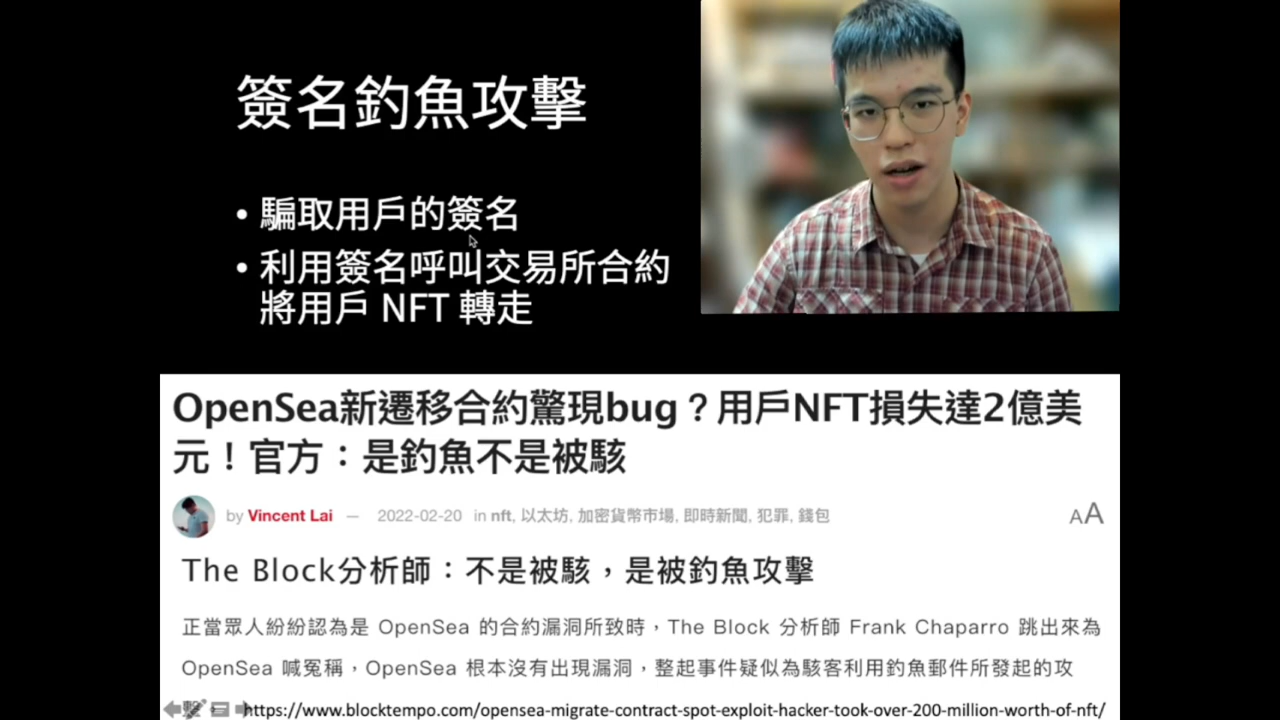 簽名釣魚攻擊
• 騙取用戶的簽名
• 利用簽名呼叫交易所合約
將用戶 NFT 轉走
OpenSea新遷移合約驚現bug？用戶NFT損失達2億美
元！官方：是釣魚不是被駭
by Vincent Lai — 2022-02-20 in nft, 以太坊, 加密貨幣市場, 即時新聞, 犯罪, 錢包
AA
The Block分析師：不是被駭，是被釣魚攻擊
正當眾人紛紛認為是 OpenSea 的合約漏洞所致時，The Block 分析師 Frank Chaparro 跳出來為
OpenSea 喊冤稱，OpenSea 根本沒有出現漏洞，整起事件疑似為駭客利用釣魚郵件所發起的攻
擊
https://www.blocktempo.com/opensea-migrate-contract-spot-exploit-hacker-took-over-200-million-worth-of-nft/